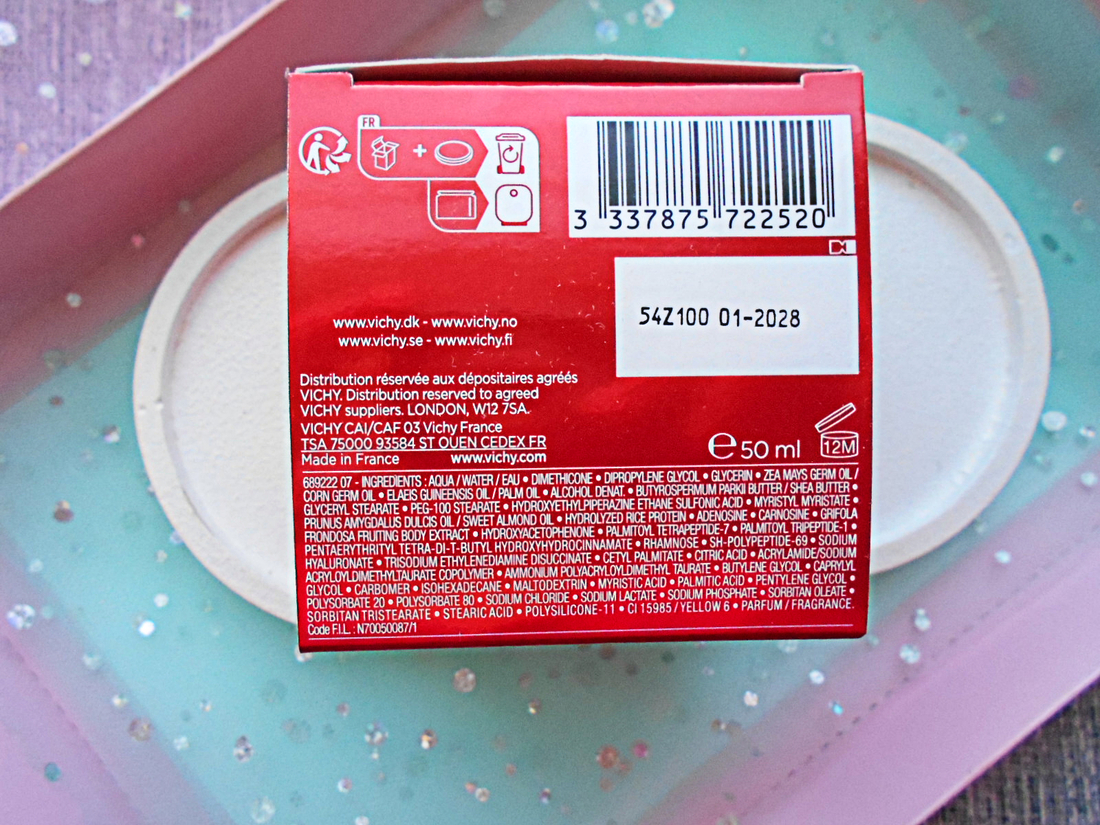 FR
+
3 337875 722520
54Z100 01-2028
www.vichy.dk - www.vichy.no
www.vichy.se - www.vichy.fi
Distribution réservée aux dépositaires agréés
VICHY. Distribution reserved to agreed
VICHY suppliers. LONDON, W12 7SA.
VICHY CAI/CAF 03 Vichy France
TSA 75000 93584 ST OUEN CEDEX FR
Made in France www.vichy.com
e 50 ml
12M
689222 07 - INGREDIENTS : AQUA / WATER / EAU • DIMETHICONE • DIPROPYLENE GLYCOL • GLYCERIN • ZEA MAYS GERM OIL /
CORN GERM OIL • ELAEIS GUINEENSIS OIL / PALM OIL • ALCOHOL DENAT. • BUTYROSPERMUM PARKII BUTTER / SHEA BUTTER •
GLYCERYL STEARATE • PEG-100 STEARATE • HYDROXYETHYLPIPERAZINE ETHANE SULFONIC ACID • MYRISTYL MYRISTATE •
PRUNUS AMYGDALUS DULCIS OIL / SWEET ALMOND OIL • HYDROLYZED RICE PROTEIN • ADENOSINE • CARNOSINE • GRIFOLA
FRONDOSA FRUITING BODY EXTRACT • HYDROXYACETOPHENONE • PALMITOYL TETRAPEPTIDE-7 • PALMITOYL TRIPEPTIDE-1 •
PENTAERYTHRITYL TETRA-DI-T-BUTYL HYDROXYHYDROCINNAMATE • RHAMNOSE • SH-POLYPEPTIDE-69 • SODIUM
HYALURONATE • TRISODIUM ETHYLENEDIAMINE DISUCCINATE • CETYL PALMITATE • CITRIC ACID • ACRYLAMIDE/SODIUM
ACRYLOYLDIMETHYLTAURATE COPOLYMER • AMMONIUM POLYACRYLOYLDIMETHYL TAURATE • BUTYLENE GLYCOL • CAPRYLYL
GLYCOL • CARBOMER • ISOHEXADECANE • MALTODEXTRIN • MYRISTIC ACID • PALMITIC ACID • PENTYLENE GLYCOL •
POLYSORBATE 20 • POLYSORBATE 80 • SODIUM CHLORIDE • SODIUM LACTATE • SODIUM PHOSPHATE • SORBITAN OLEATE •
SORBITAN TRISTEARATE • STEARIC ACID • POLYSILICONE-11 • CI 15985 / YELLOW 6 • PARFUM / FRAGRANCE.
Code F.I.L. : N70050087/1